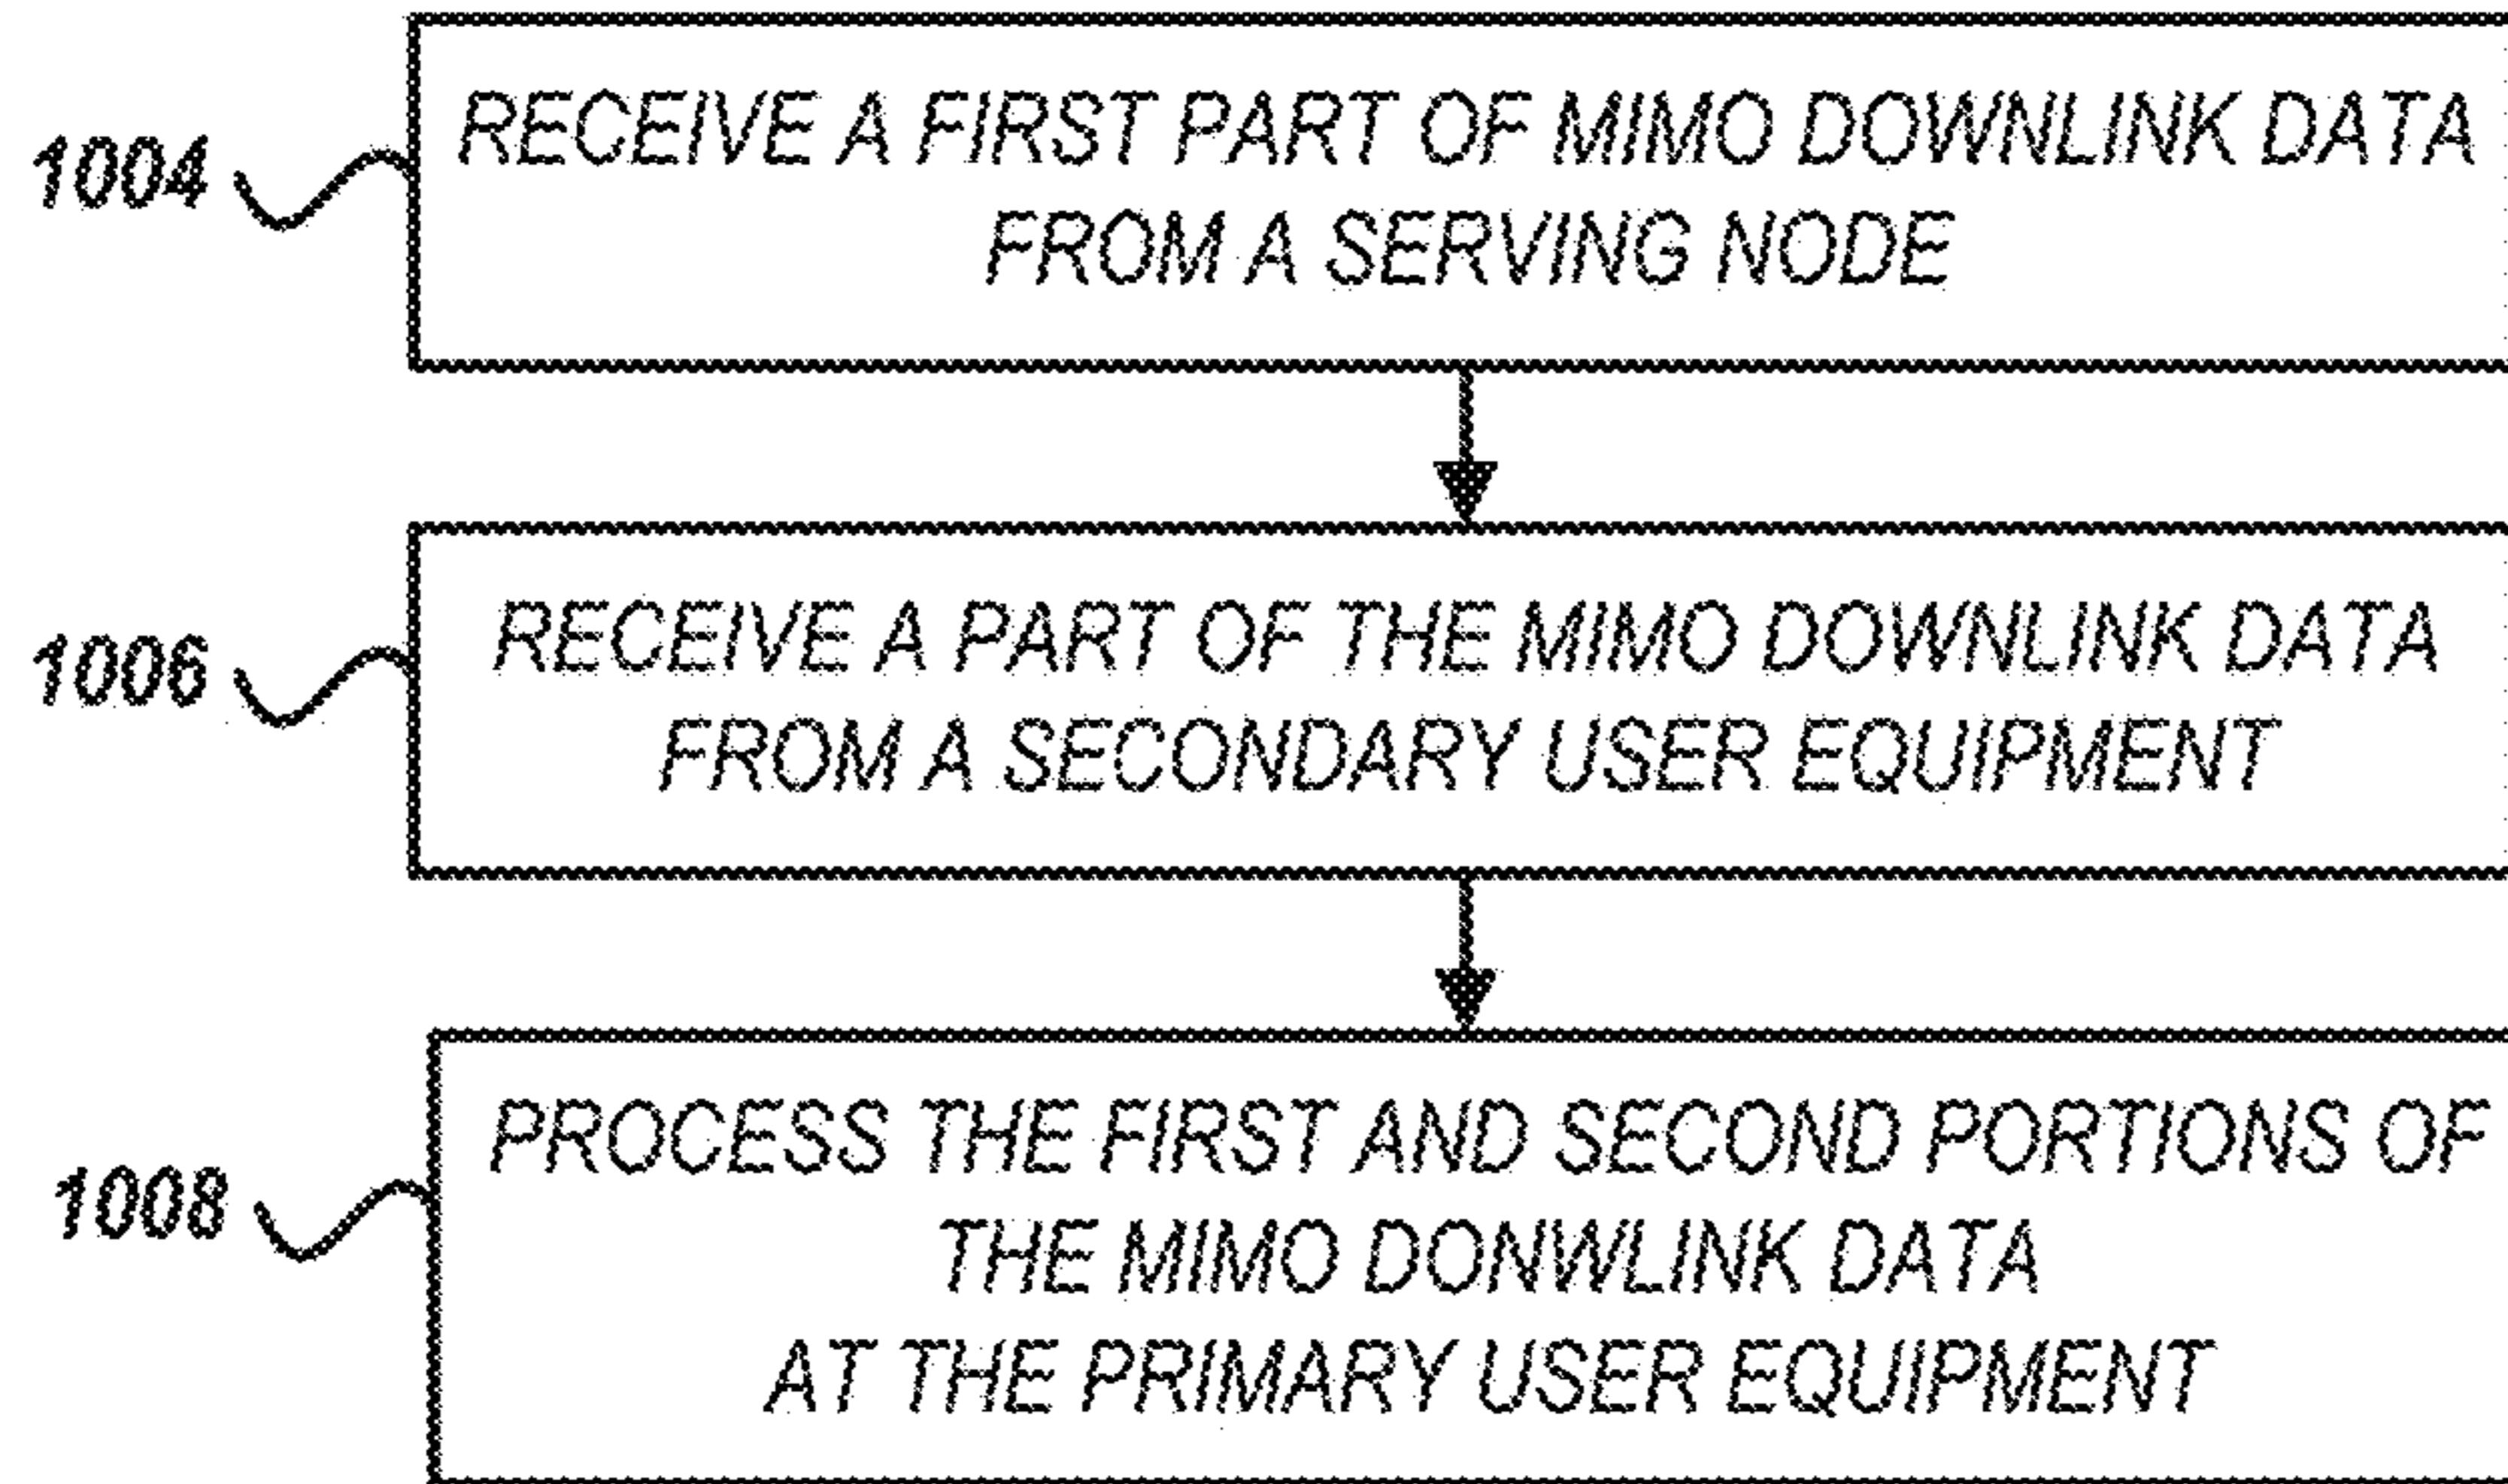 1004
RECEIVE A FIRST PART OF MIMO DOWNLINK DATA
FROM A SERVING NODE
1006
RECEIVE A PART OF THE MIMO DOWNLINK DATA
FROM A SECONDARY USER EQUIPMENT
1008
PROCESS THE FIRST AND SECOND PORTIONS OF
THE MIMO DONWLINK DATA
AT THE PRIMARY USER EQUIPMENT